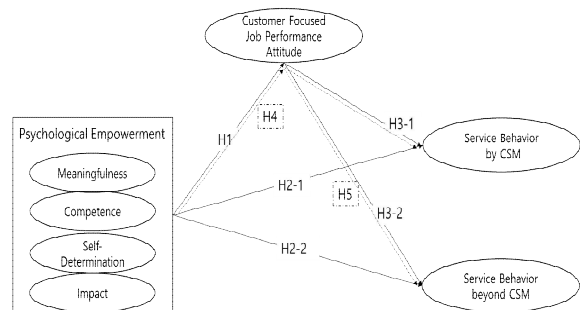 Customer Focused
Job Performance
Attitude
H4
H1
H3-1
Psychological Empowerment
Meaningfulness
Competence
Self-
Determination
Impact
Service Behavior
by CSM
H2-1
H5
H3-2
H2-2
Service Behavior
beyond CSM